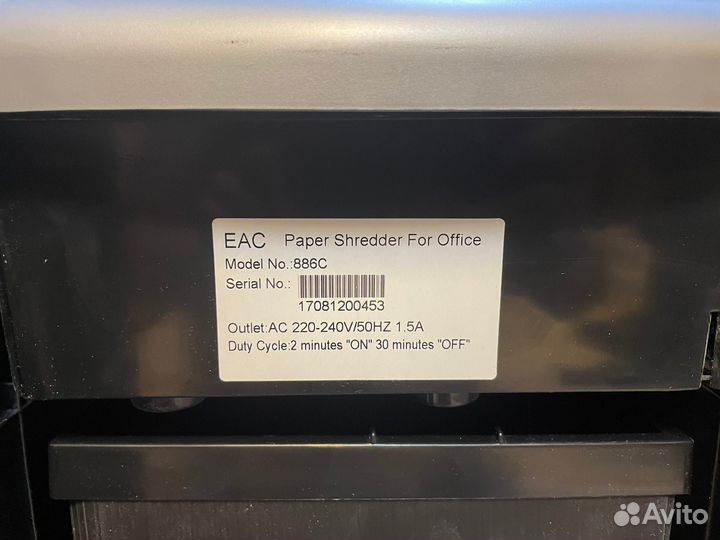 EAC Paper Shredder For Office
Model No.:886C
Serial No.:
17081200453
Outlet:AC 220-240V/50HZ 1.5A
Duty Cycle:2 minutes "ON" 30 minutes "OFF"
Avito